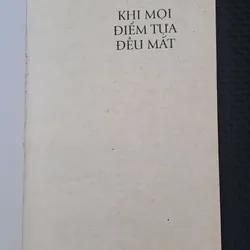 KHI MỌI
ĐIỂM TỰA
ĐỀU MẤT